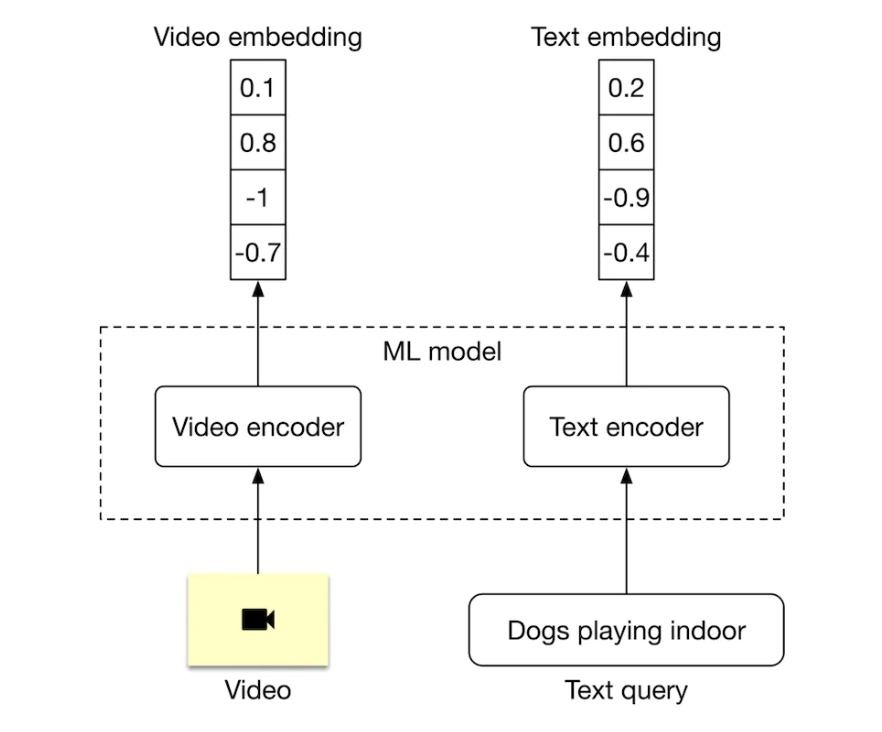 Video embedding
Text embedding
0.1
0.8
-1
-0.7
0.2
0.6
-0.9
-0.4
ML model
Video encoder
Text encoder
Dogs playing indoor
Video
Text query